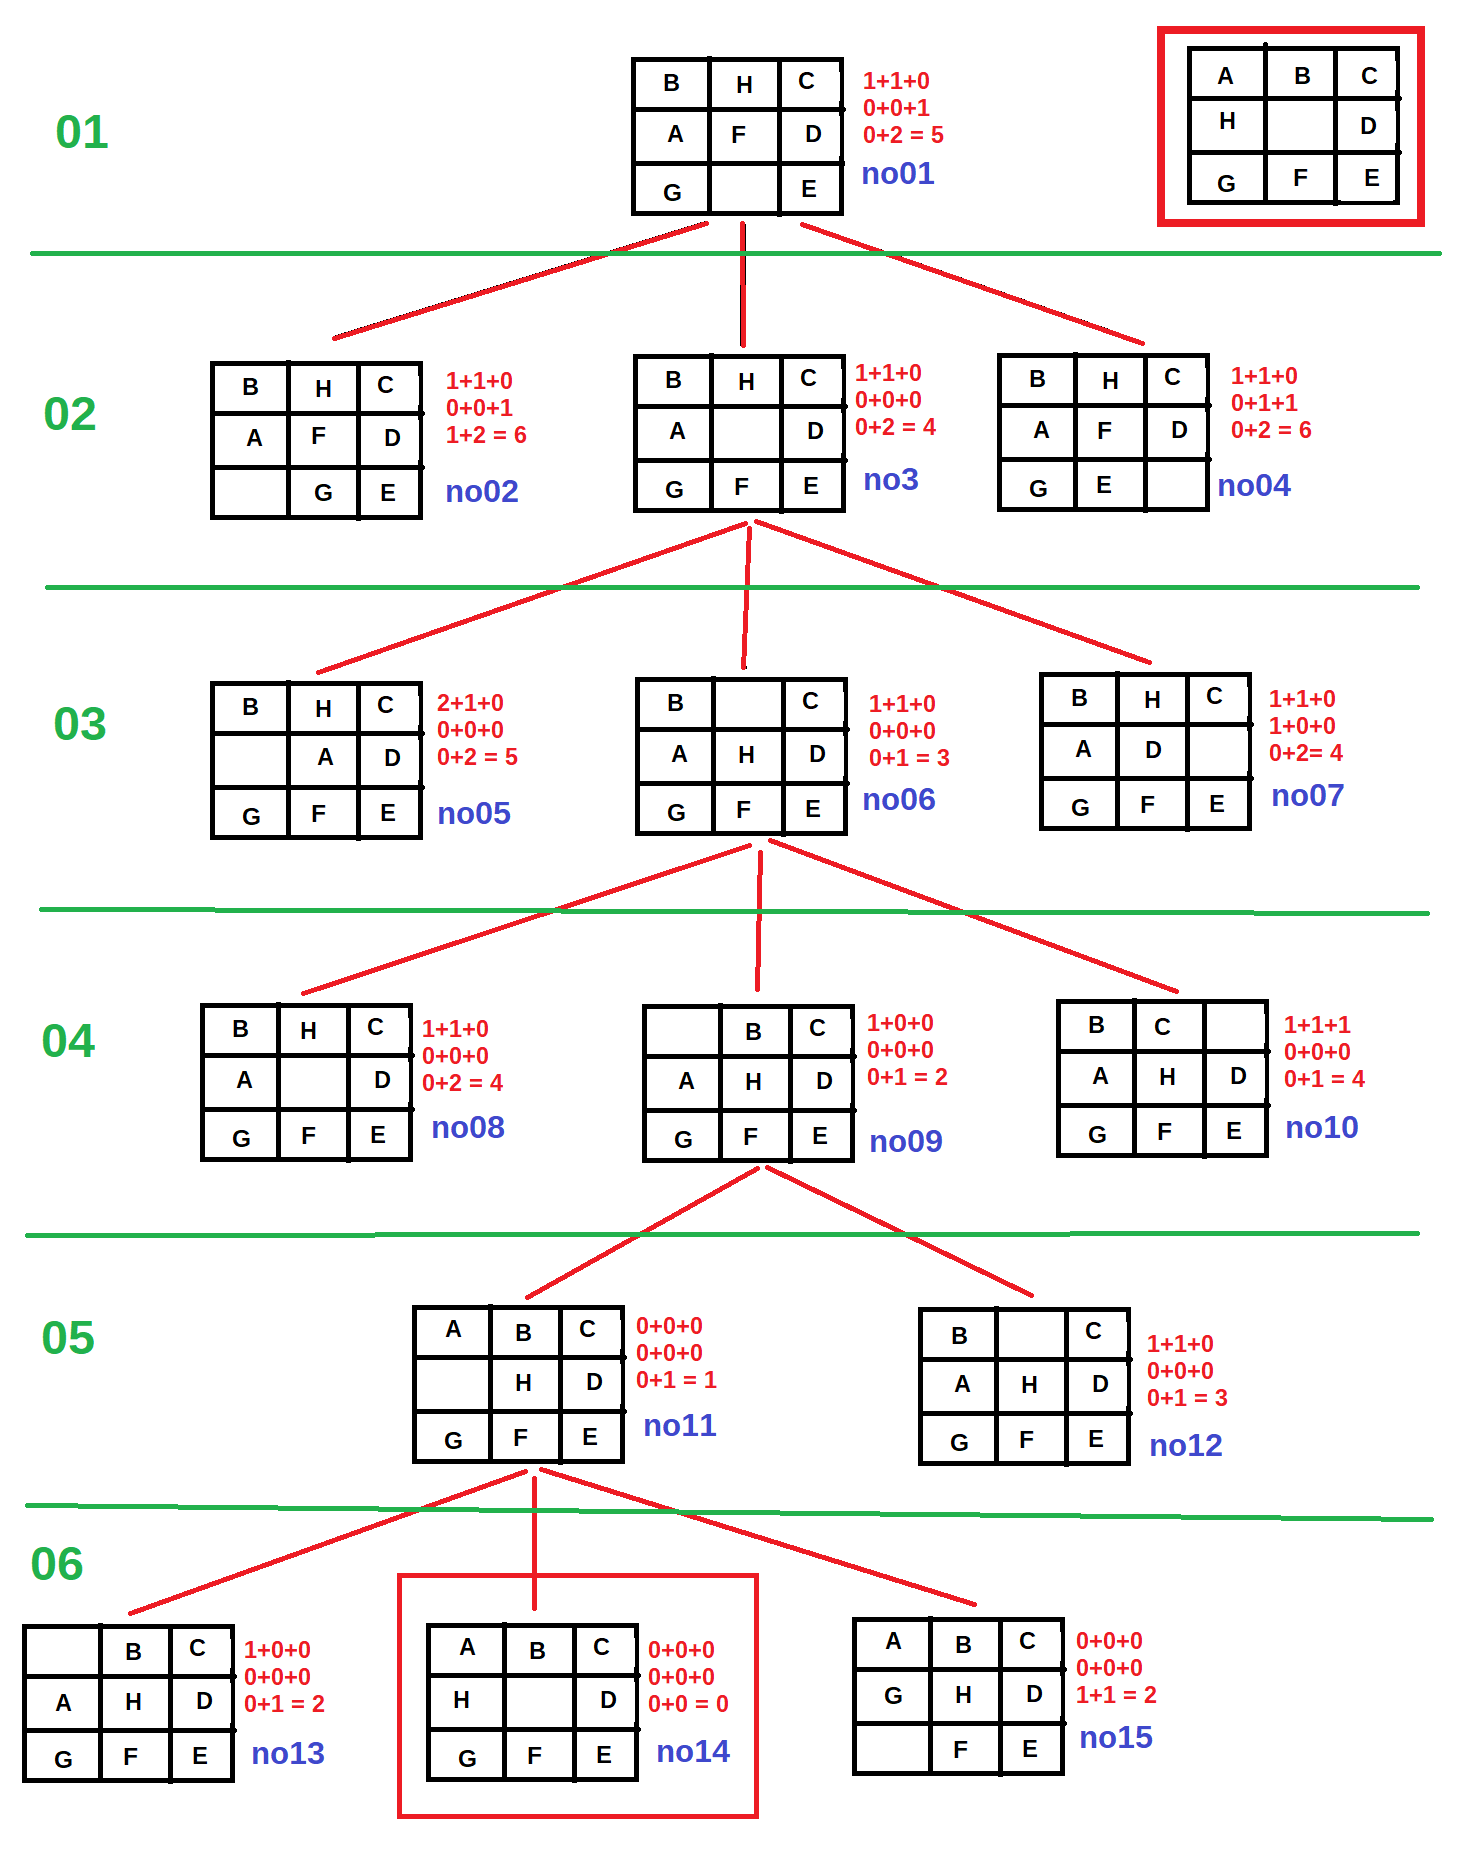 01
B H C
A F D
G E
1+1+0
0+0+1
0+2 = 5
no01
A B C
H D
G F E
02
B H C
A F D
G E
1+1+0
0+0+1
1+2 = 6
no02
B H C
A D
G F E
1+1+0
0+0+0
0+2 = 4
no3
B H C
A F D
G E
1+1+0
0+1+1
0+2 = 6
no04
03
B H C
A D
G F E
2+1+0
0+0+0
0+2 = 5
no05
B C
A H D
G F E
1+1+0
0+0+0
0+1 = 3
no06
B H C
A D
G F E
1+1+0
1+0+0
0+2= 4
no07
04
B H C
A D
G F E
1+1+0
0+0+0
0+2 = 4
no08
B C
A H D
G F E
1+0+0
0+0+0
0+1 = 2
no09
B C
A H D
G F E
1+1+1
0+0+0
0+1 = 4
no10
05
A B C
H D
G F E
0+0+0
0+0+0
0+1 = 1
no11
B C
A H D
G F E
1+1+0
0+0+0
0+1 = 3
no12
06
B C
A H D
G F E
1+0+0
0+0+0
0+1 = 2
no13
A B C
H D
G F E
0+0+0
0+0+0
0+0 = 0
no14
A B C
G H D
F E
0+0+0
0+0+0
1+1 = 2
no15